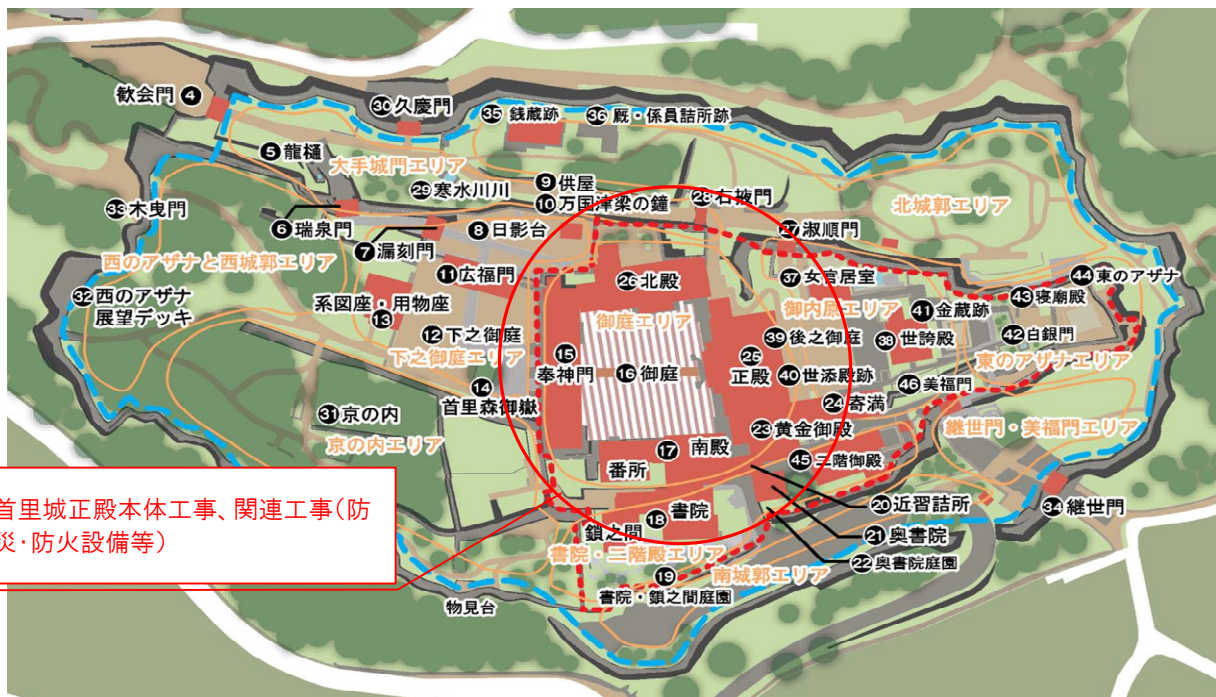 歓会門 ④
㉚ 久慶門
㉟ 銭蔵跡
㊱ 厩・係員詰所跡
⑤ 龍樋
大手城門エリア
㉙ 寒水川川
⑨ 供屋
⑩ 万国津梁の鐘
㉘ 右掖門
北城郭エリア
㉝ 木曳門
⑥ 瑞泉門
⑦ 漏刻門
⑧ 日影台
㉗ 淑順門
西のアザナと西城郭エリア
⑪ 広福門
㉖ 北殿
㊲ 女官居室
㊹ 東のアザナ
㉜ 西のアザナ
展望デッキ
系図座・用物座
⑬
御庭エリア
御内原エリア
㊶ 金蔵跡
㊸ 寝廟殿
⑫ 下之御庭
下之御庭エリア
⑮
奉神門
⑯ 御庭
㉕
正殿
㊴ 後之御庭
㊳ 世誇殿
㊷ 白銀門
東のアザナエリア
⑭
首里森御嶽
㊵ 世添殿跡
㊻ 美福門
㉔ 寄満
㉛ 京の内
京の内エリア
㉓ 黄金御殿
継世門・美福門エリア
⑰ 南殿
番所
㊺ 二階御殿
首里城正殿本体工事、関連工事(防
災・防火設備等)
⑱ 書院
鎖之間
⑳ 近習詰所
㉞ 継世門
㉑ 奥書院
書院・二階殿エリア
㉒ 奥書院庭園
南城郭エリア
⑲
書院・鎖之間庭園
物見台